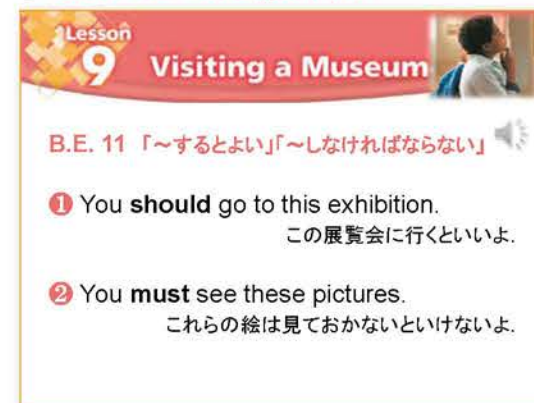 Lesson
9 Visiting a Museum
B.E. 11 「～するとよい」「～しなければならない」
❶ You should go to this exhibition.
この展覧会に行くといいよ.
❷ You must see these pictures.
これらの絵は見ておかないといけないよ.